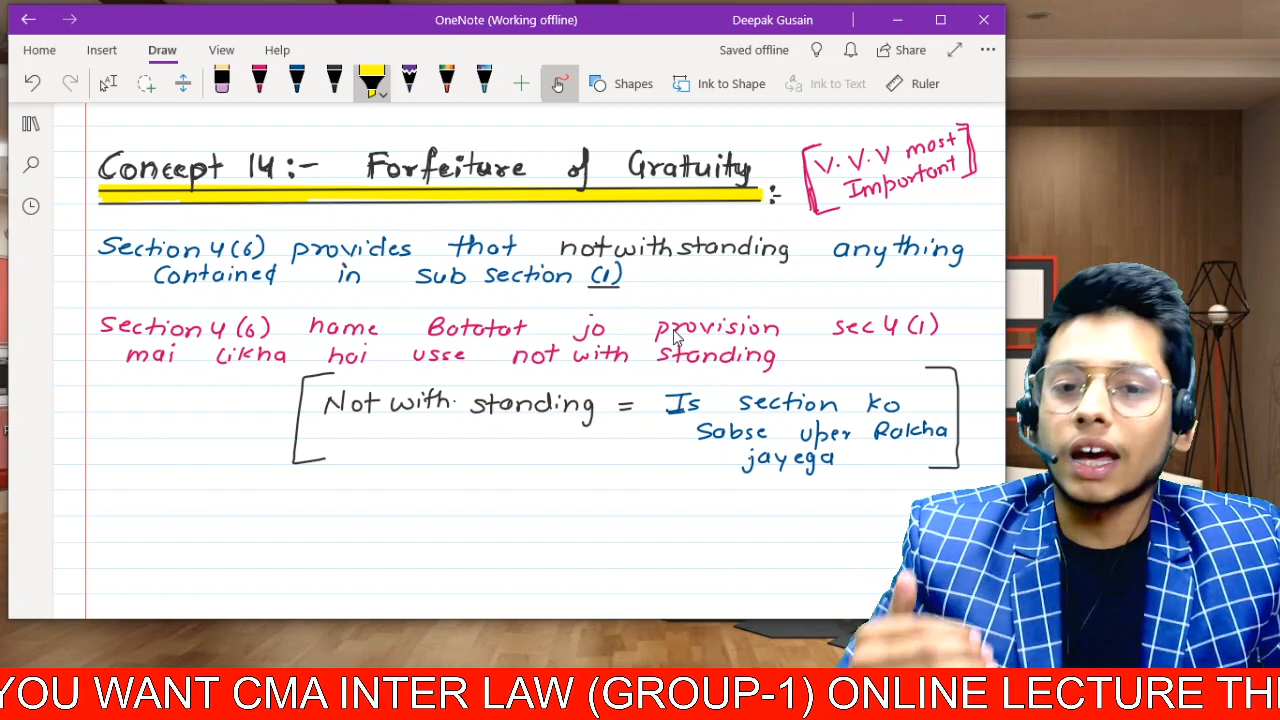 OneNote (Working offline)
Deepak Gusain
Home Insert Draw View Help
Saved offline
Share
Shapes
Ink to Shape
Ink to Text
Ruler
Concept 14:- Forfeiture of Gratuity :-
[V.V.V most
Important]
Section 4(6) provides that notwithstanding anything
Contained in sub section (1)
Section 4(6) hame Batatat jo provision sec 4(1)
mai likha hai usse not with standing
Not with standing = Is section ko
Sabse uper Rakha
jayega
YOU WANT CMA INTER LAW (GROUP-1) ONLINE LECTURE TH